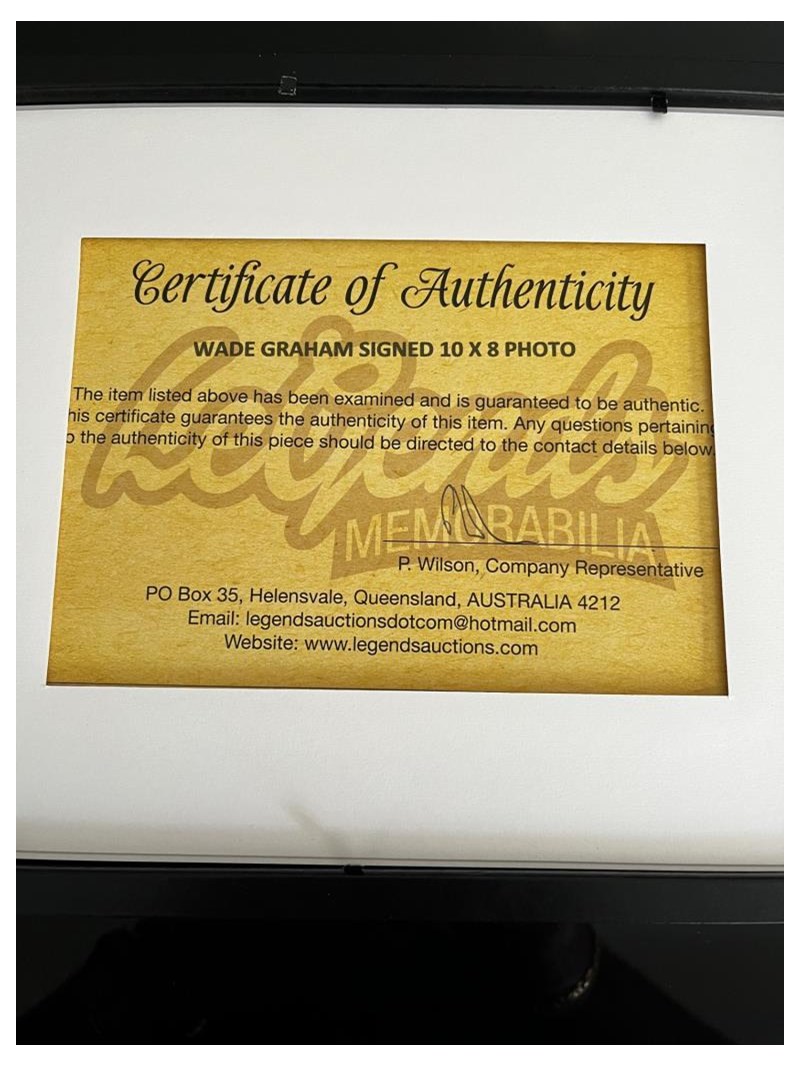 Certificate of Authenticity
WADE GRAHAM SIGNED 10 X 8 PHOTO
The item listed above has been examined and is guaranteed to be authentic.
his certificate guarantees the authenticity of this item. Any questions pertaining
o the authenticity of this piece should be directed to the contact details below.
Legends
MEMORABILIA
P. Wilson, Company Representative
PO Box 35, Helensvale, Queensland, AUSTRALIA 4212
Email: legendsauctionsdotcom@hotmail.com
Website: www.legendsauctions.com